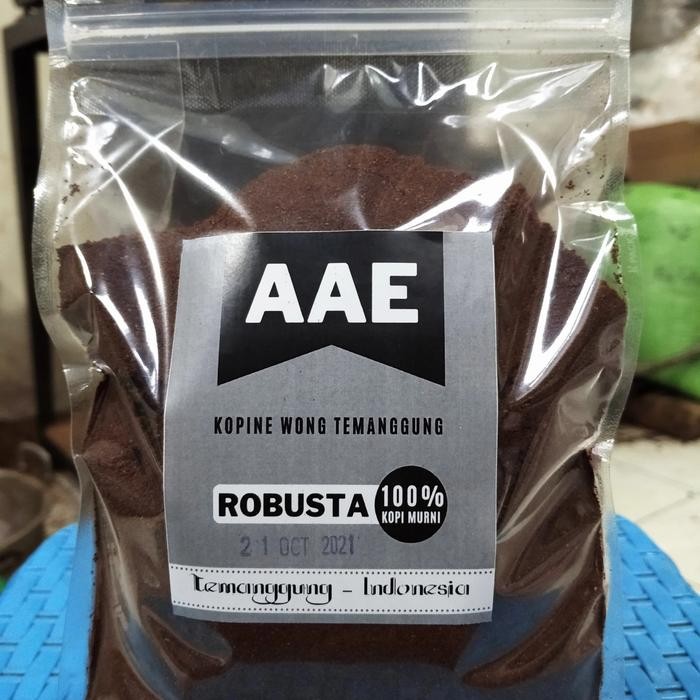 AAE
KOPINE WONG TEMANGGUNG
ROBUSTA 100%
KOPI MURNI
21 OCT 2021
Temanggung - Indonesia